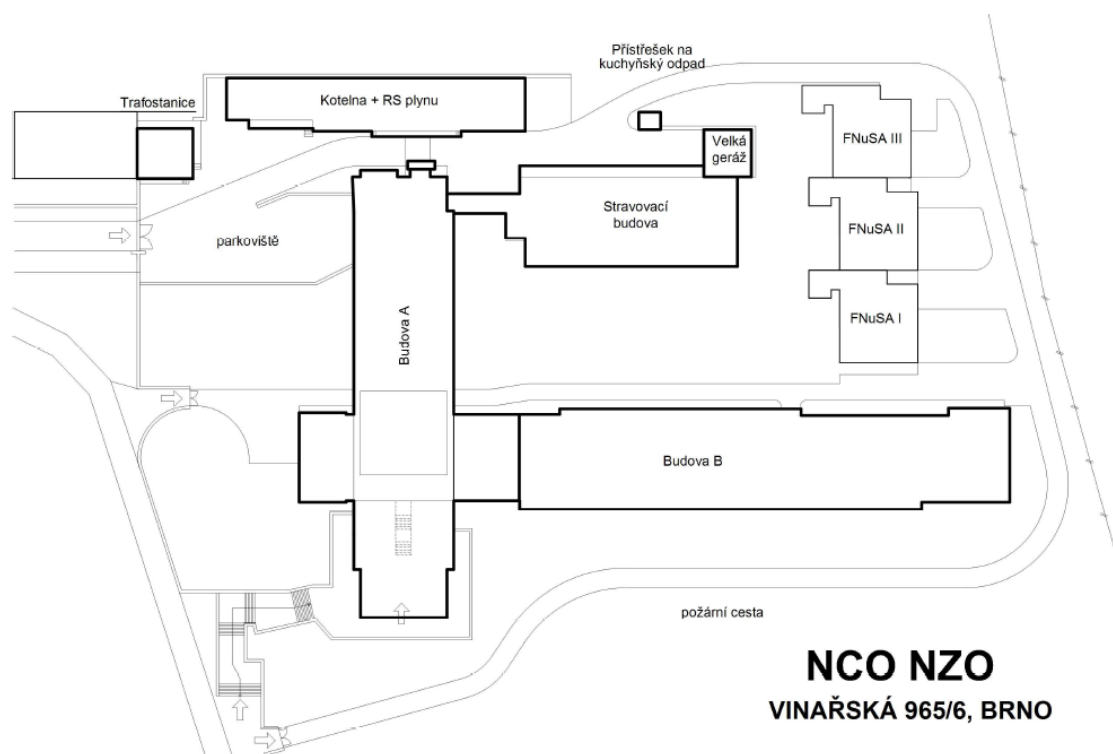 Přístřešek na
kuchyňský odpad
Trafostanice
Kotelna + RS plynu
Velká
geráž
FNuSA III
Stravovací
budova
FNuSA II
parkoviště
FNuSA I
Budova A
Budova B
požární cesta
NCO NZO
VINAŘSKÁ 965/6, BRNO